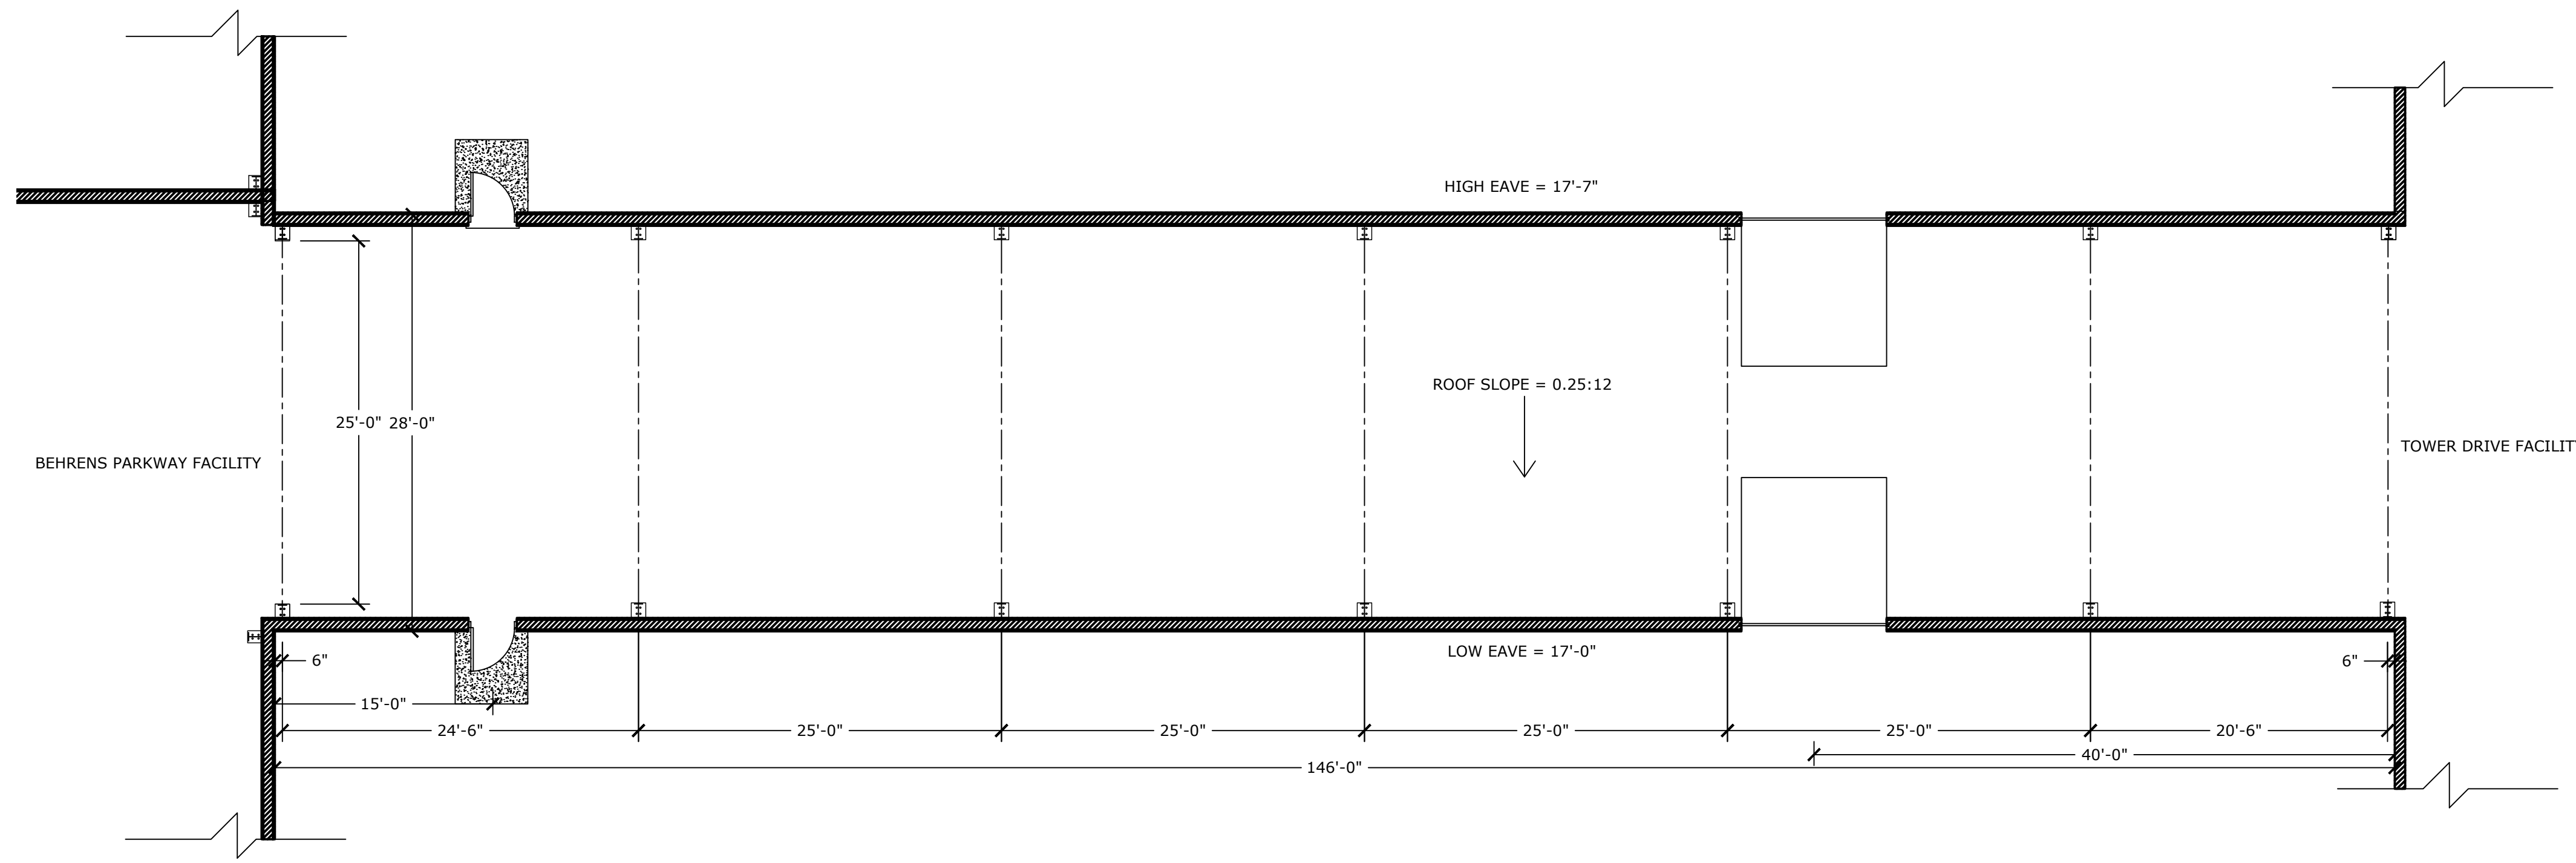 HIGH EAVE = 17'-7"
ROOF SLOPE = 0.25:12
25'-0" 28'-0"
BEHRENS PARKWAY FACILITY
TOWER DRIVE FACILIT
LOW EAVE = 17'-0"
6"
6"
15'-0"
24'-6"
25'-0"
25'-0"
25'-0"
25'-0"
20'-6"
40'-0"
146'-0"